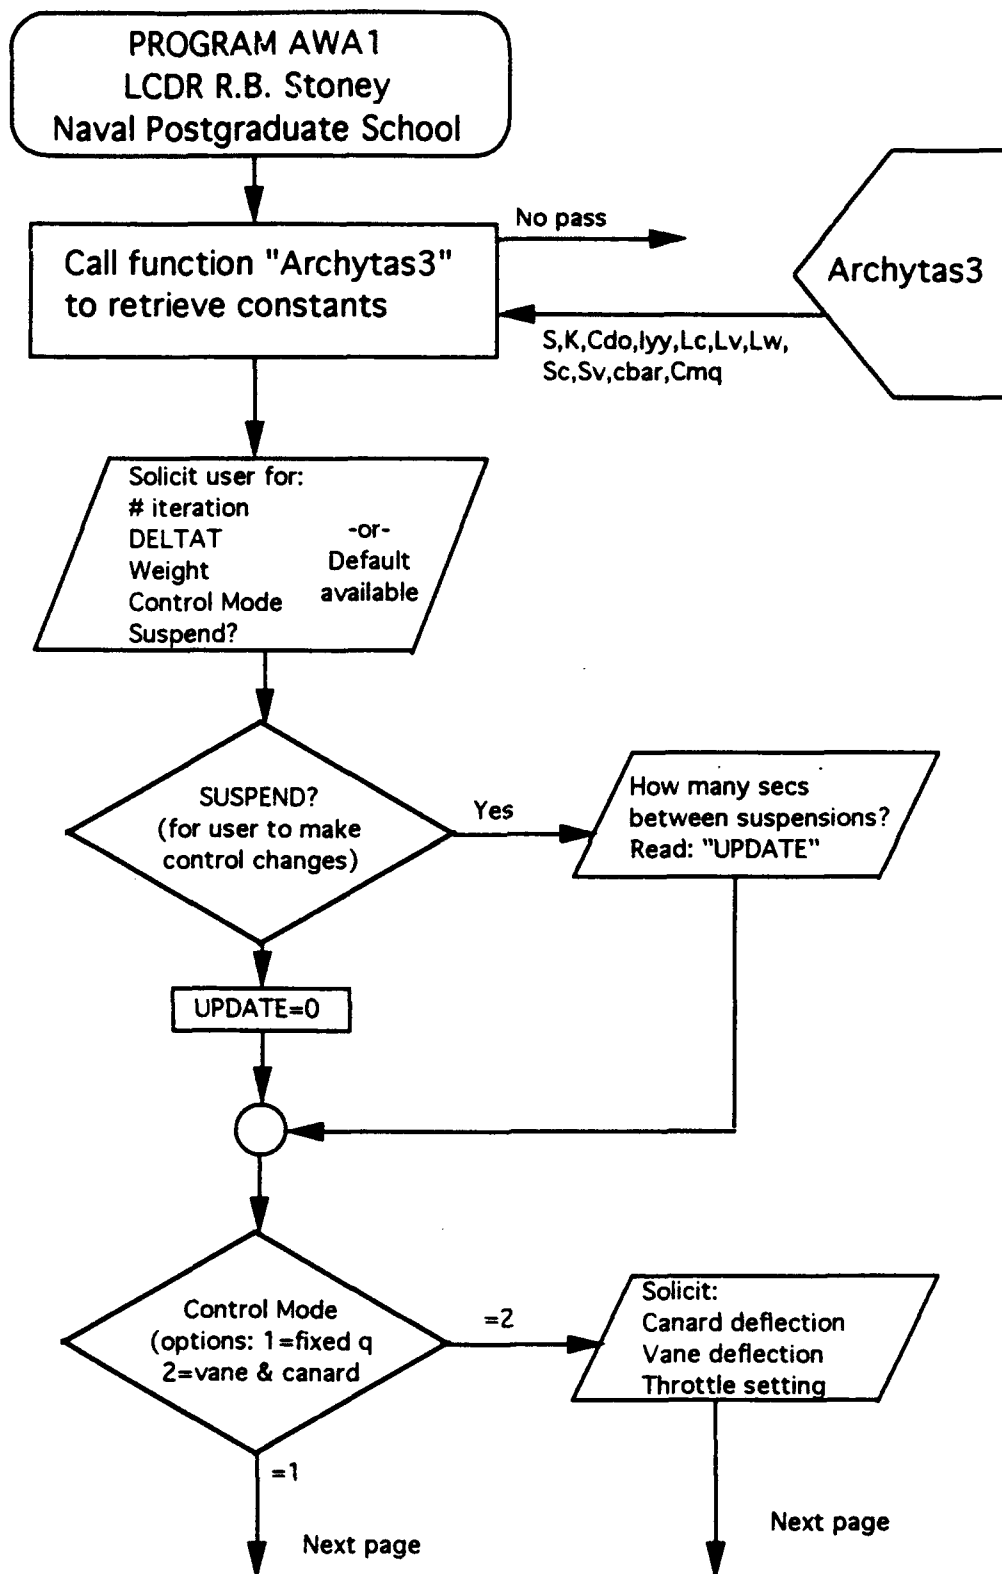 PROGRAM AWA1
LCDR R.B. Stoney
Naval Postgraduate School
Call function "Archytas3"
to retrieve constants
No pass
Archytas3
S,K,Cdo,Iyy,Lc,Lv,Lw,
Sc,Sv,cbar,Cmq
Solicit user for:
# iteration
DELTAT
Weight
Control Mode
Suspend?
-or-
Default
available
SUSPEND?
(for user to make
control changes)
Yes
How many secs
between suspensions?
Read: "UPDATE"
UPDATE=0
Control Mode
(options: 1=fixed q
2=vane & canard
=2
Solicit:
Canard deflection
Vane deflection
Throttle setting
=1
Next page
Next page